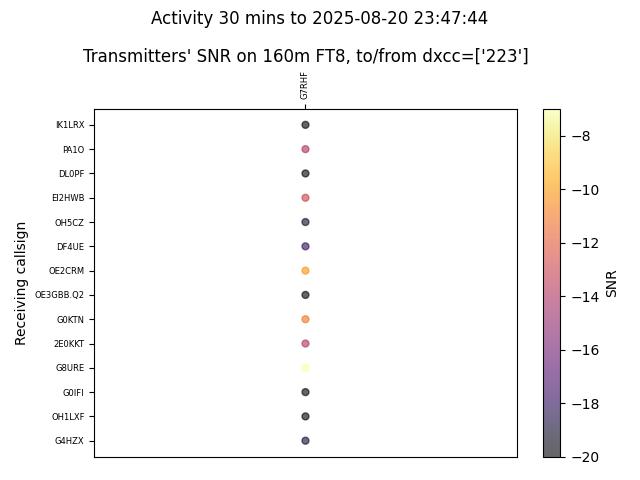 Activity 30 mins to 2025-08-20 23:47:44
Transmitters' SNR on 160m FT8, to/from dxcc=['223']
G7RHF
IK1LRX
PA1O
DL0PF
EI2HWB
OH5CZ
DF4UE
OE2CRM
OE3GBB.Q2
G0KTN
2E0KKT
G8URE
G0IFI
OH1LXF
G4HZX
Receiving callsign
−8
−10
−12
−14
−16
−18
−20
SNR